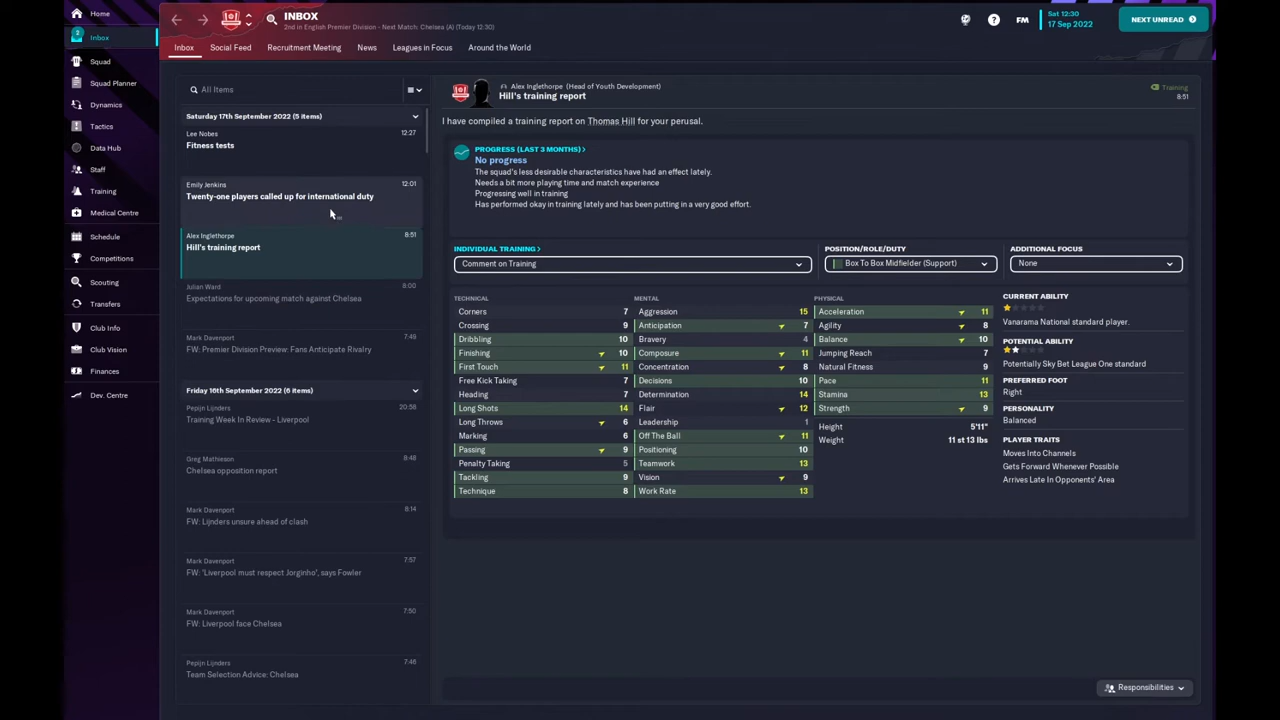 Home
2
Inbox
Squad
Squad Planner
Dynamics
Tactics
Data Hub
Staff
Training
Medical Centre
Schedule
Competitions
Scouting
Transfers
Club Info
Club Vision
Finances
Dev. Centre
INBOX
2nd in English Premier Division - Next Match: Chelsea (A) (Today 12:30)
? FM
Sat 12:30
17 Sep 2022
NEXT UNREAD
Inbox Social Feed Recruitment Meeting News Leagues in Focus Around the World
All Items
Saturday 17th September 2022 (5 items)
Lee Nobes 12:27
Fitness tests
Emily Jenkins 12:01
Twenty-one players called up for international duty
Alex Inglethorpe 8:51
Hill's training report
Julian Ward 8:00
Expectations for upcoming match against Chelsea
Mark Davenport 7:45
FW: Premier Division Preview: Fans Anticipate Rivalry
Friday 16th September 2022 (6 items)
Pepijn Lijnders 20:56
Training Week In Review - Liverpool
Greg Mathieson 8:48
Chelsea opposition report
Mark Davenport 8:14
FW: Lijnders unsure ahead of clash
Mark Davenport 7:57
FW: 'Liverpool must respect Jorginho', says Fowler
Mark Davenport 7:50
FW: Liverpool face Chelsea
Pepijn Lijnders 7:46
Team Selection Advice: Chelsea
Alex Inglethorpe (Head of Youth Development)
Hill's training report
Training
8:51
I have compiled a training report on Thomas Hill for your perusal.
PROGRESS (LAST 3 MONTHS) >
No progress
The squad's less desirable characteristics have had an effect lately.
Needs a bit more playing time and match experience
Progressing well in training
Has performed okay in training lately and has been putting in a very good effort.
INDIVIDUAL TRAINING >
Comment on Training
POSITION/ROLE/DUTY
Box To Box Midfielder (Support)
ADDITIONAL FOCUS
None
TECHNICAL
Corners 7
Crossing 9
Dribbling 10
Finishing 10
First Touch 11
Free Kick Taking 7
Heading 7
Long Shots 14
Long Throws 6
Marking 6
Passing 9
Penalty Taking 5
Tackling 9
Technique 8
MENTAL
Aggression 15
Anticipation 7
Bravery 4
Composure 11
Concentration 8
Decisions 10
Determination 14
Flair 12
Leadership 1
Off The Ball 11
Positioning 10
Teamwork 13
Vision 9
Work Rate 13
PHYSICAL
Acceleration 11
Agility 8
Balance 10
Jumping Reach 7
Natural Fitness 9
Pace 11
Stamina 13
Strength 9
Height 5'11"
Weight 11 st 13 lbs
CURRENT ABILITY
Vanarama National standard player.
POTENTIAL ABILITY
Potentially Sky Bet League One standard
PREFERRED FOOT
Right
PERSONALITY
Balanced
PLAYER TRAITS
Moves Into Channels
Gets Forward Whenever Possible
Arrives Late In Opponents' Area
Responsibilities